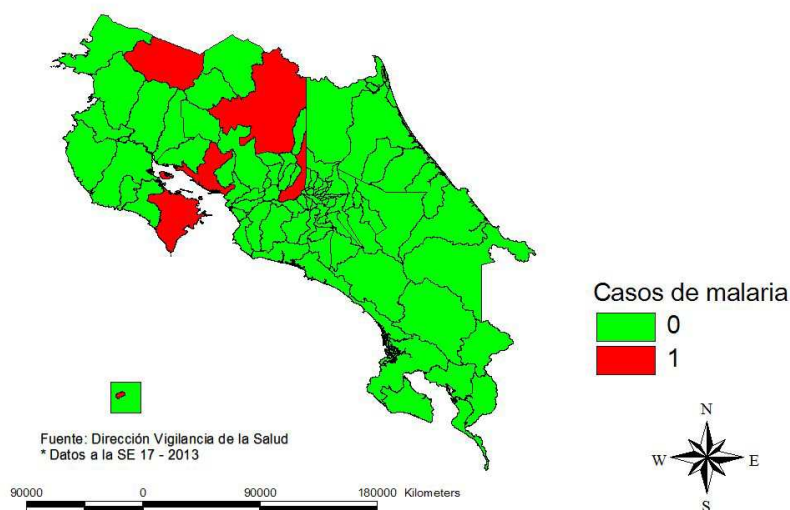 Casos de malaria
0
1
Fuente: Dirección Vigilancia de la Salud
* Datos a la SE 17 - 2013
N
W E
S
90000 0 90000 180000 Kilometers